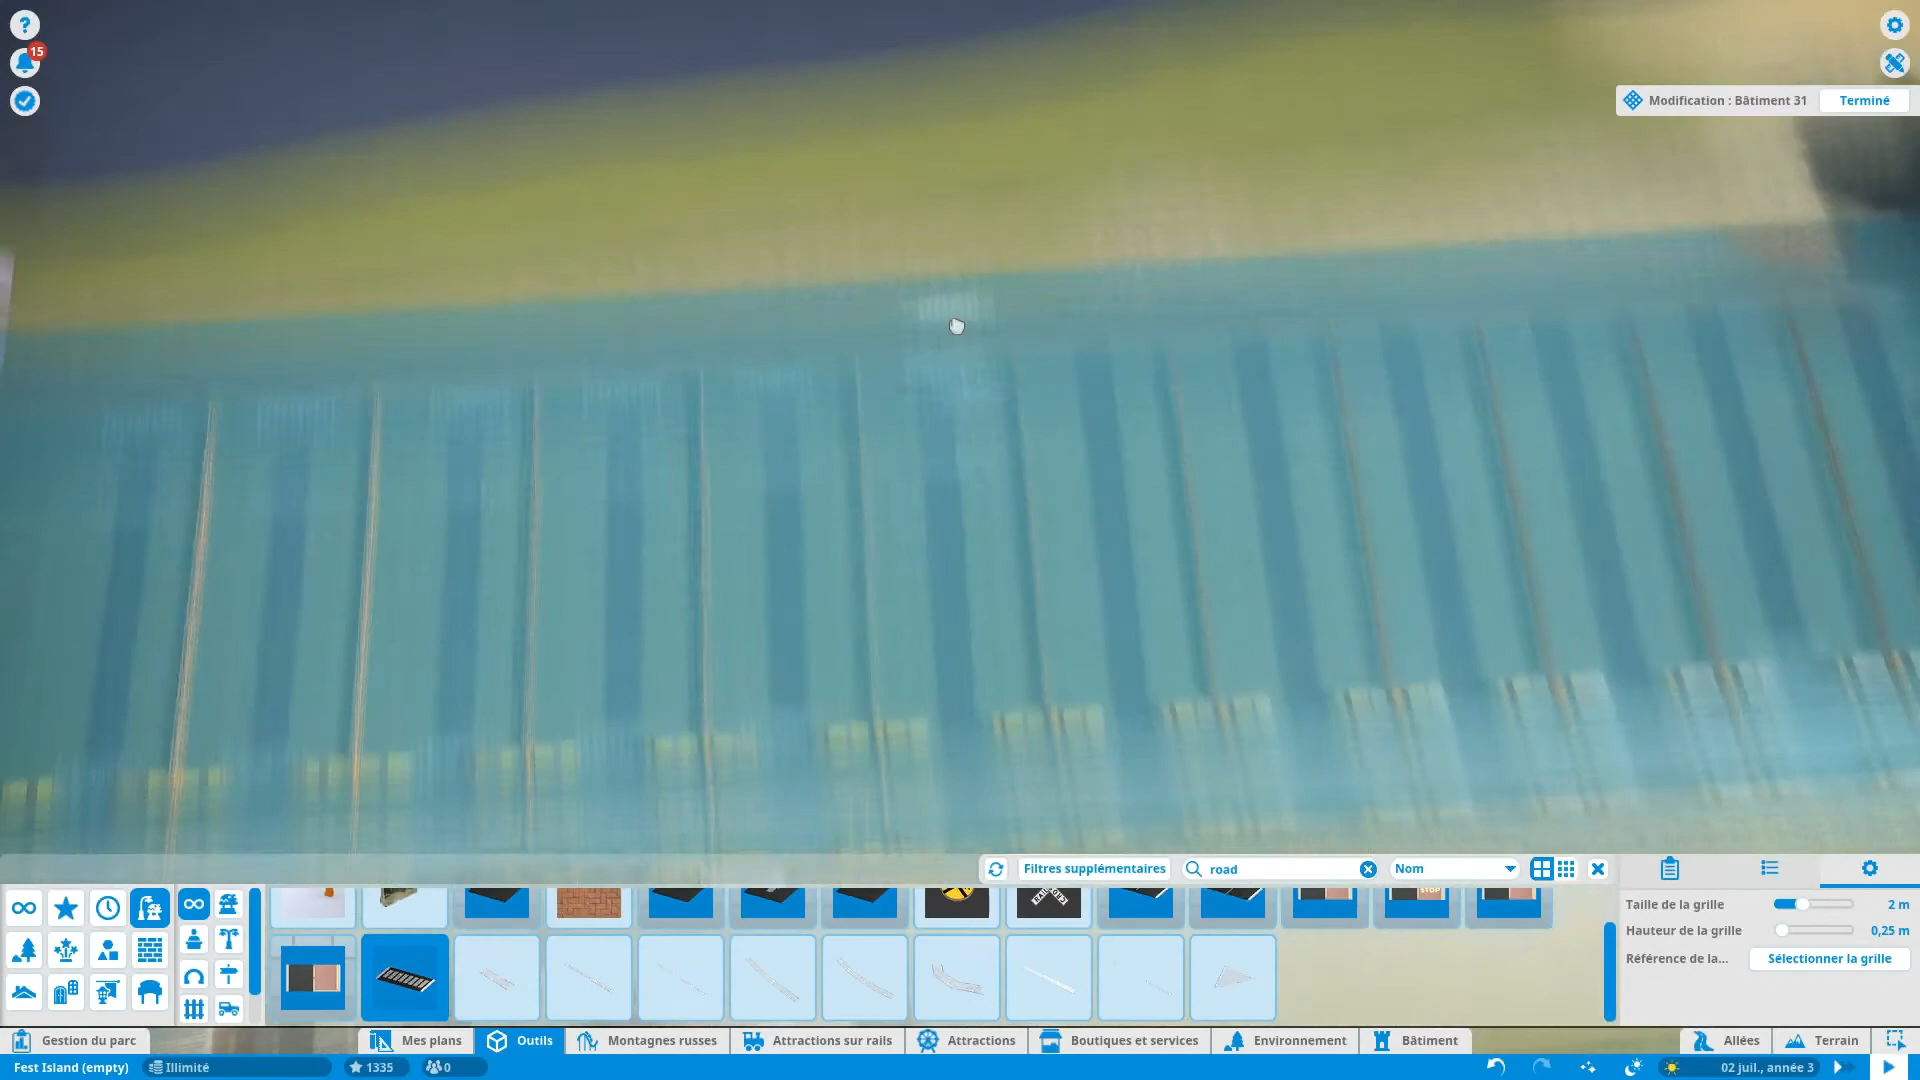 ?
15
Modification : Bâtiment 31
Terminé
Filtres supplémentaires
road
Nom
STOP
Taille de la grille
2 m
Hauteur de la grille
0,25 m
Référence de la...
Sélectionner la grille
Gestion du parc
Mes plans
Outils
Montagnes russes
Attractions sur rails
Attractions
Boutiques et services
Environnement
Bâtiment
Allées
Terrain
Fest Island (empty)
Illimité
1335
0
02 juil., année 3